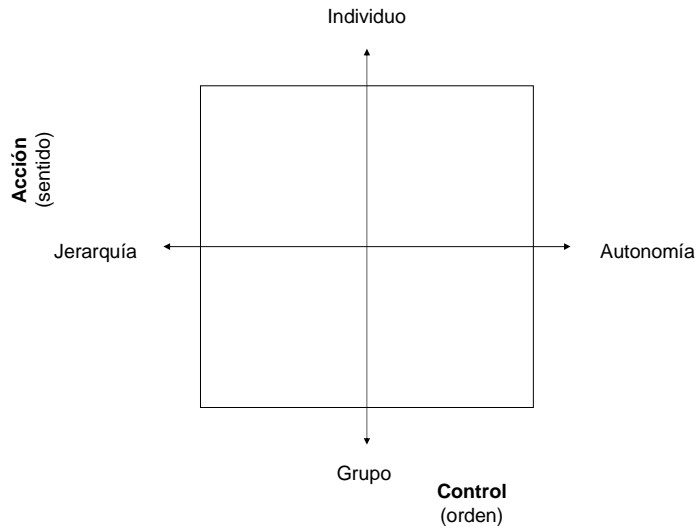 Individuo
Acción
(sentido)
Jerarquía
Autonomía
Grupo
Control
(orden)